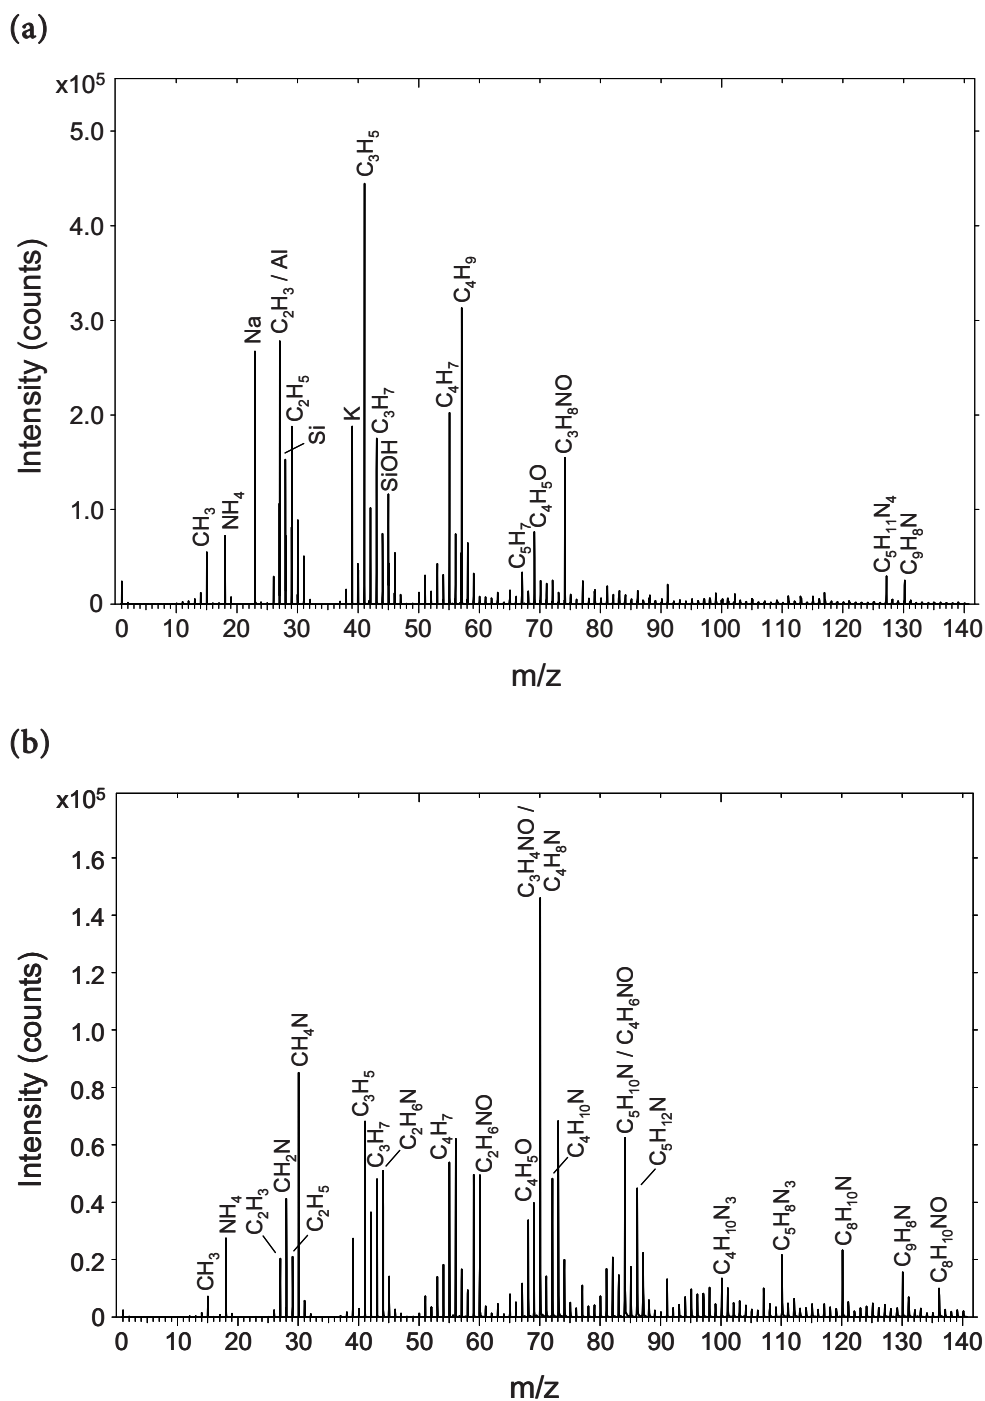 (a)
x10⁵
5.0
4.0
3.0
2.0
1.0
0
Intensity (counts)
CH₃
NH₄
Na
C₂H₃ / Al
C₂H₅
Si
K
C₃H₅
C₃H₇
SiOH
C₄H₇
C₄H₉
C₅H₇
C₄H₅O
C₃H₈NO
C₅H₁₁N₄
C₉H₈N
0 10 20 30 40 50 60 70 80 90 100 110 120 130 140
m/z
(b)
x10⁵
1.6
1.4
1.2
1.0
0.8
0.6
0.4
0.2
0
Intensity (counts)
CH₃
NH₄
C₂H₃
CH₂N
C₂H₅
CH₄N
C₃H₅
C₃H₇
C₂H₆N
C₄H₇
C₂H₆NO
C₄H₅O
C₃H₄NO /
C₄H₈N
C₄H₁₀N
C₅H₁₀N / C₄H₆NO
C₅H₁₂N
C₄H₁₀N₃
C₅H₈N₃
C₈H₁₀N
C₉H₈N
C₈H₁₀NO
0 10 20 30 40 50 60 70 80 90 100 110 120 130 140
m/z